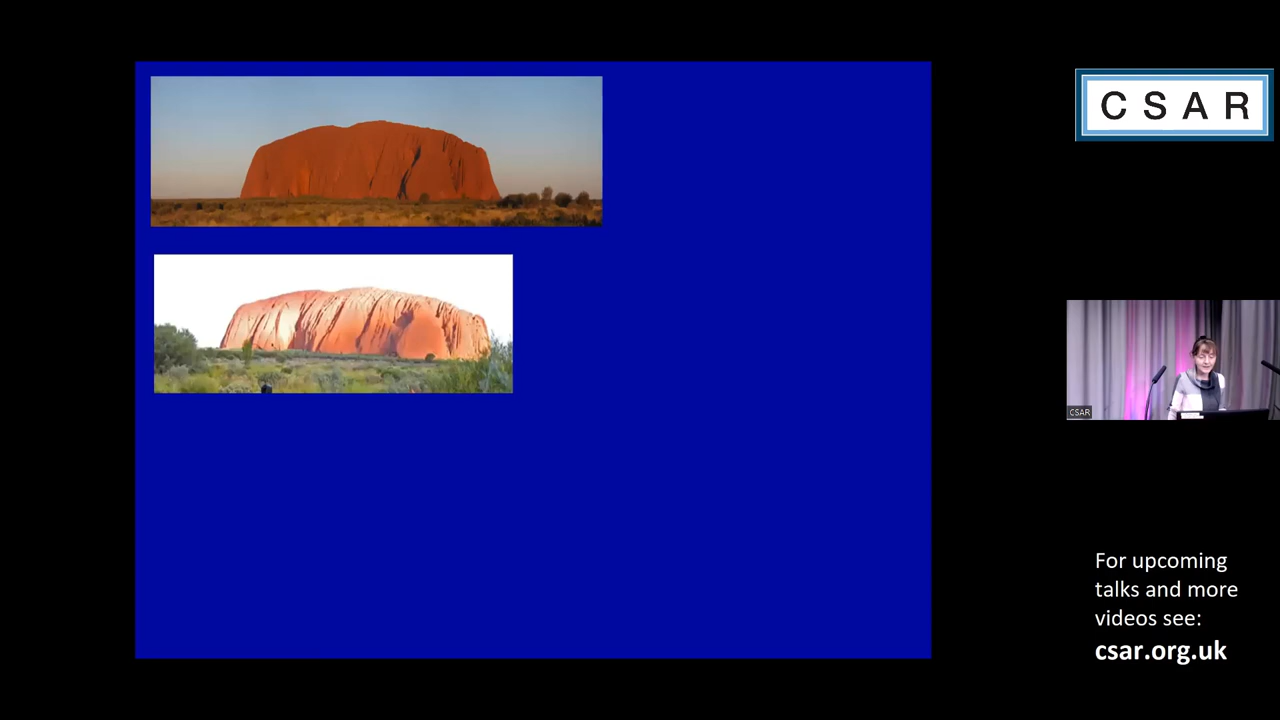 CSAR
CSAR
For upcoming
talks and more
videos see:
csar.org.uk